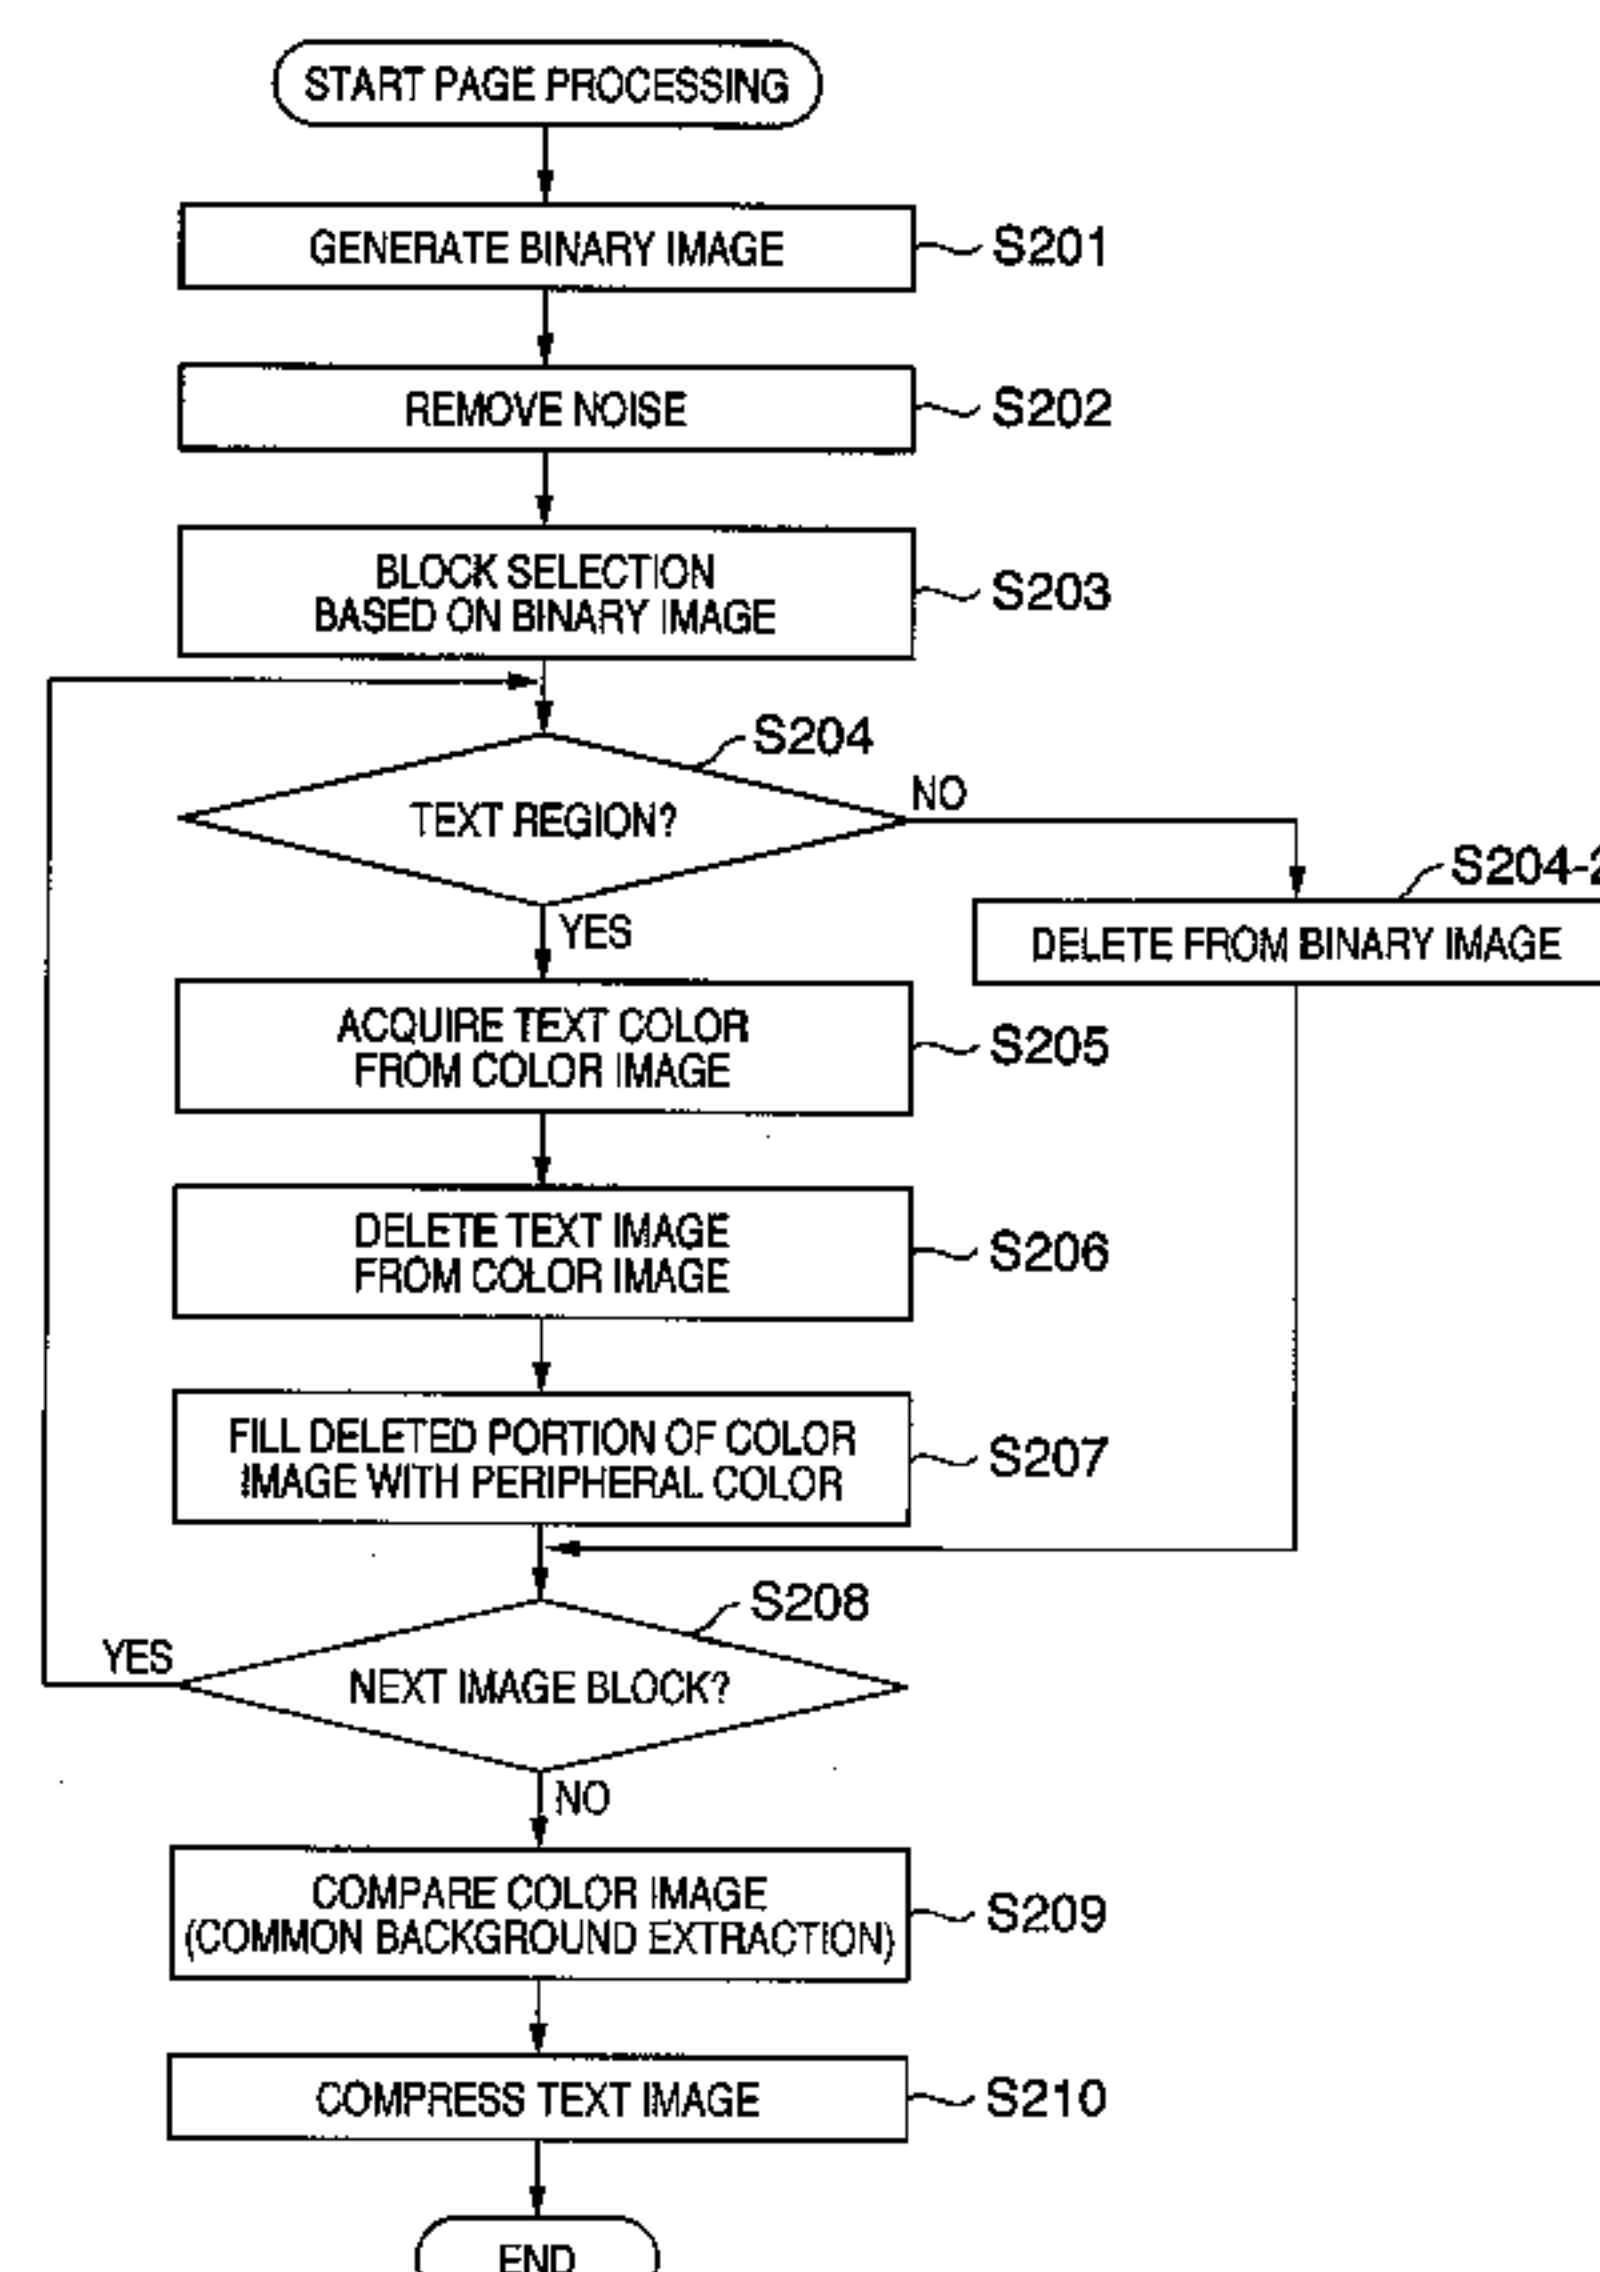 START PAGE PROCESSING
GENERATE BINARY IMAGE
S201
REMOVE NOISE
S202
BLOCK SELECTION
BASED ON BINARY IMAGE
S203
S204
TEXT REGION?
NO
S204-2
DELETE FROM BINARY IMAGE
YES
ACQUIRE TEXT COLOR
FROM COLOR IMAGE
S205
DELETE TEXT IMAGE
FROM COLOR IMAGE
S206
FILL DELETED PORTION OF COLOR
IMAGE WITH PERIPHERAL COLOR
S207
S208
YES
NEXT IMAGE BLOCK?
NO
COMPARE COLOR IMAGE
(COMMON BACKGROUND EXTRACTION)
S209
COMPRESS TEXT IMAGE
S210
END